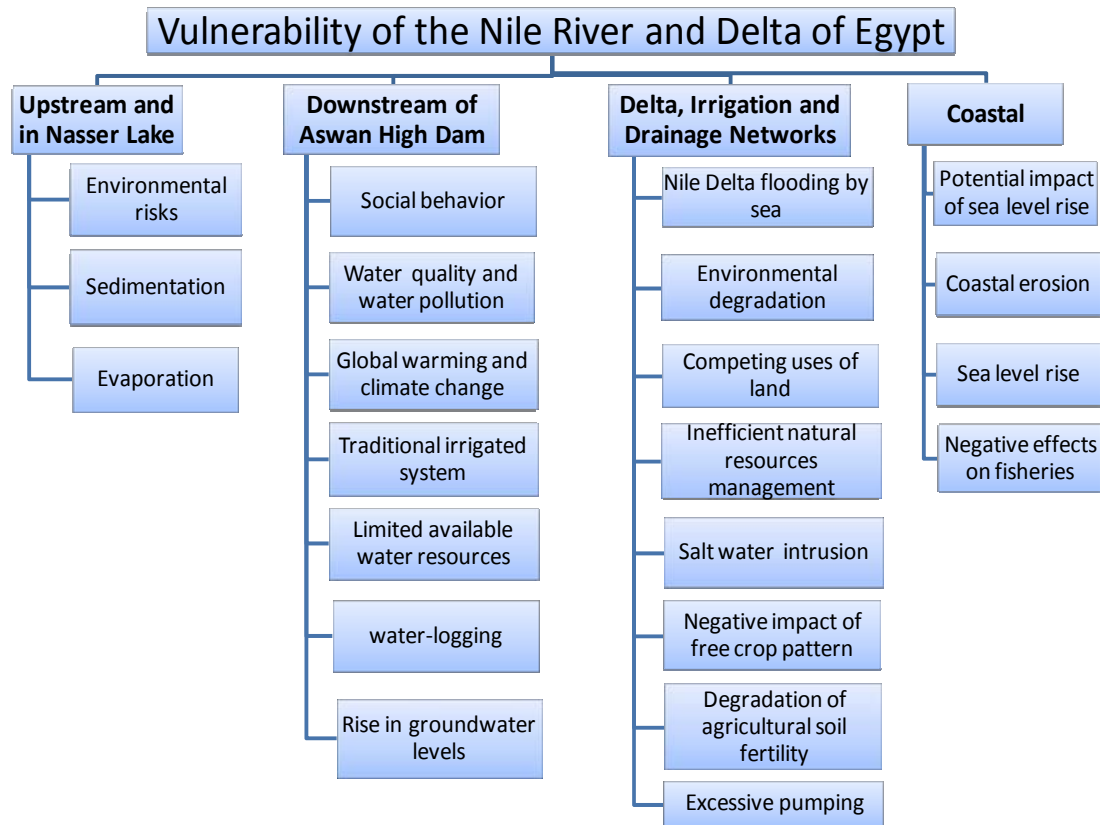 Vulnerability of the Nile River and Delta of Egypt
Upstream and
in Nasser Lake
Environmental
risks
Sedimentation
Evaporation
Downstream of
Aswan High Dam
Social behavior
Water quality and
water pollution
Global warming and
climate change
Traditional irrigated
system
Limited available
water resources
water-logging
Rise in groundwater
levels
Delta, Irrigation and
Drainage Networks
Nile Delta flooding by
sea
Environmental
degradation
Competing uses of
land
Inefficient natural
resources
management
Salt water intrusion
Negative impact of
free crop pattern
Degradation of
agricultural soil
fertility
Excessive pumping
Coastal
Potential impact
of sea level rise
Coastal erosion
Sea level rise
Negative effects
on fisheries